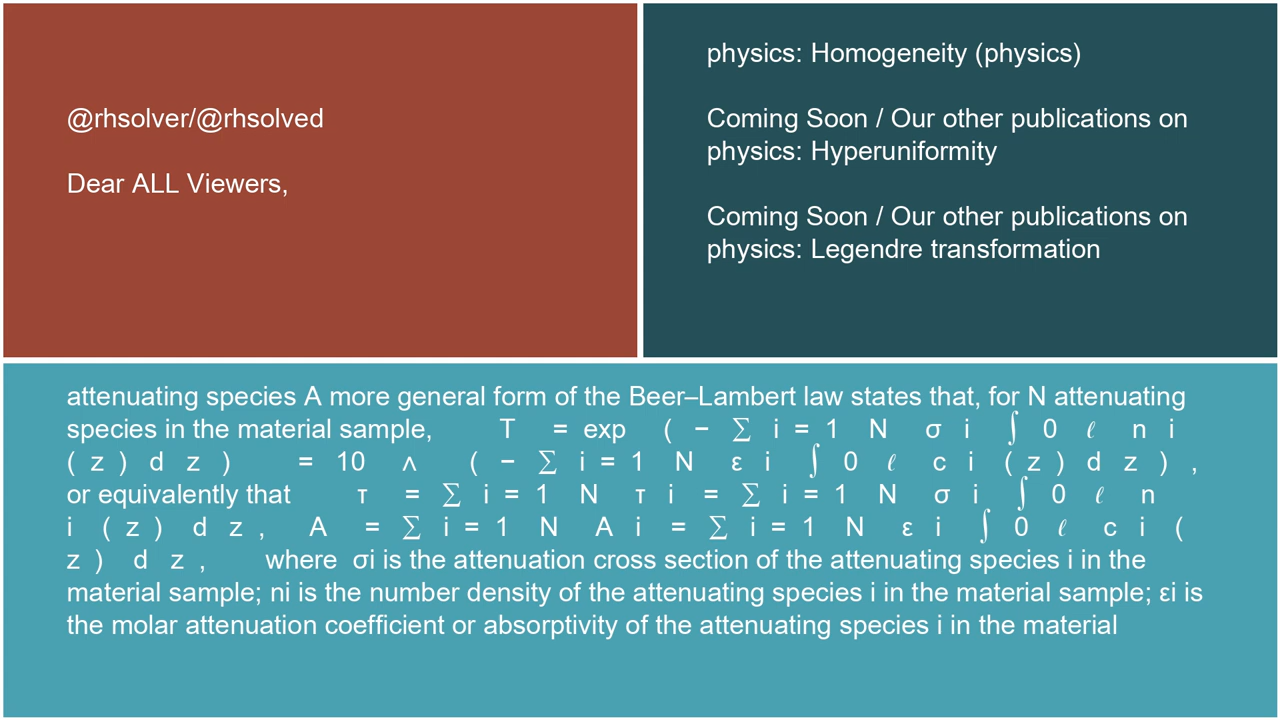 @rhsolver/@rhsolved
Dear ALL Viewers,
physics: Homogeneity (physics)
Coming Soon / Our other publications on
physics: Hyperuniformity
Coming Soon / Our other publications on
physics: Legendre transformation
attenuating species A more general form of the Beer–Lambert law states that, for N attenuating
species in the material sample, T = exp ( − ∑ i = 1 N σ i ∫ 0 ℓ n i
( z ) d z ) = 10 ∧ ( − ∑ i = 1 N ε i ∫ 0 ℓ c i ( z ) d z ) ,
or equivalently that τ = ∑ i = 1 N τ i = ∑ i = 1 N σ i ∫ 0 ℓ n
i ( z ) d z , A = ∑ i = 1 N A i = ∑ i = 1 N ε i ∫ 0 ℓ c i (
z ) d z , where σi is the attenuation cross section of the attenuating species i in the
material sample; ni is the number density of the attenuating species i in the material sample; εi is
the molar attenuation coefficient or absorptivity of the attenuating species i in the material